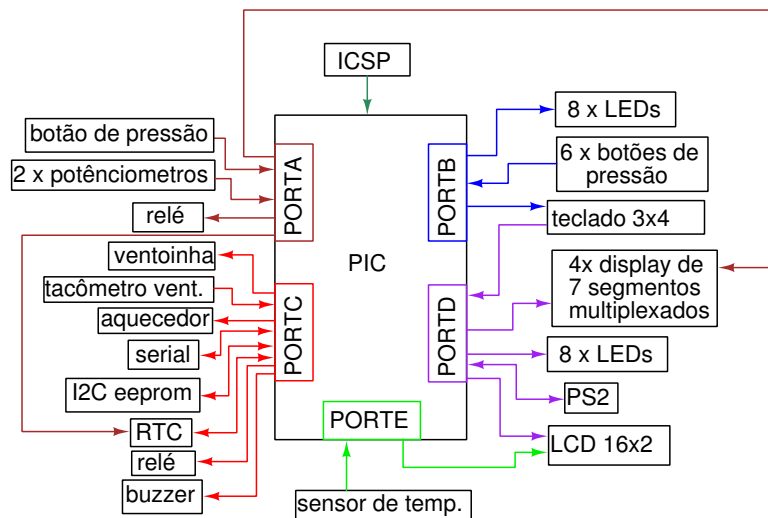 ICSP
botão de pressão
2 x potênciometros
relé
ventoinha
tacômetro vent.
aquecedor
serial
I2C eeprom
RTC
relé
buzzer
PORTA
PORTC
PIC
PORTB
PORTD
PORTE
sensor de temp.
8 x LEDs
6 x botões de
pressão
teclado 3x4
4x display de
7 segmentos
multiplexados
8 x LEDs
PS2
LCD 16x2